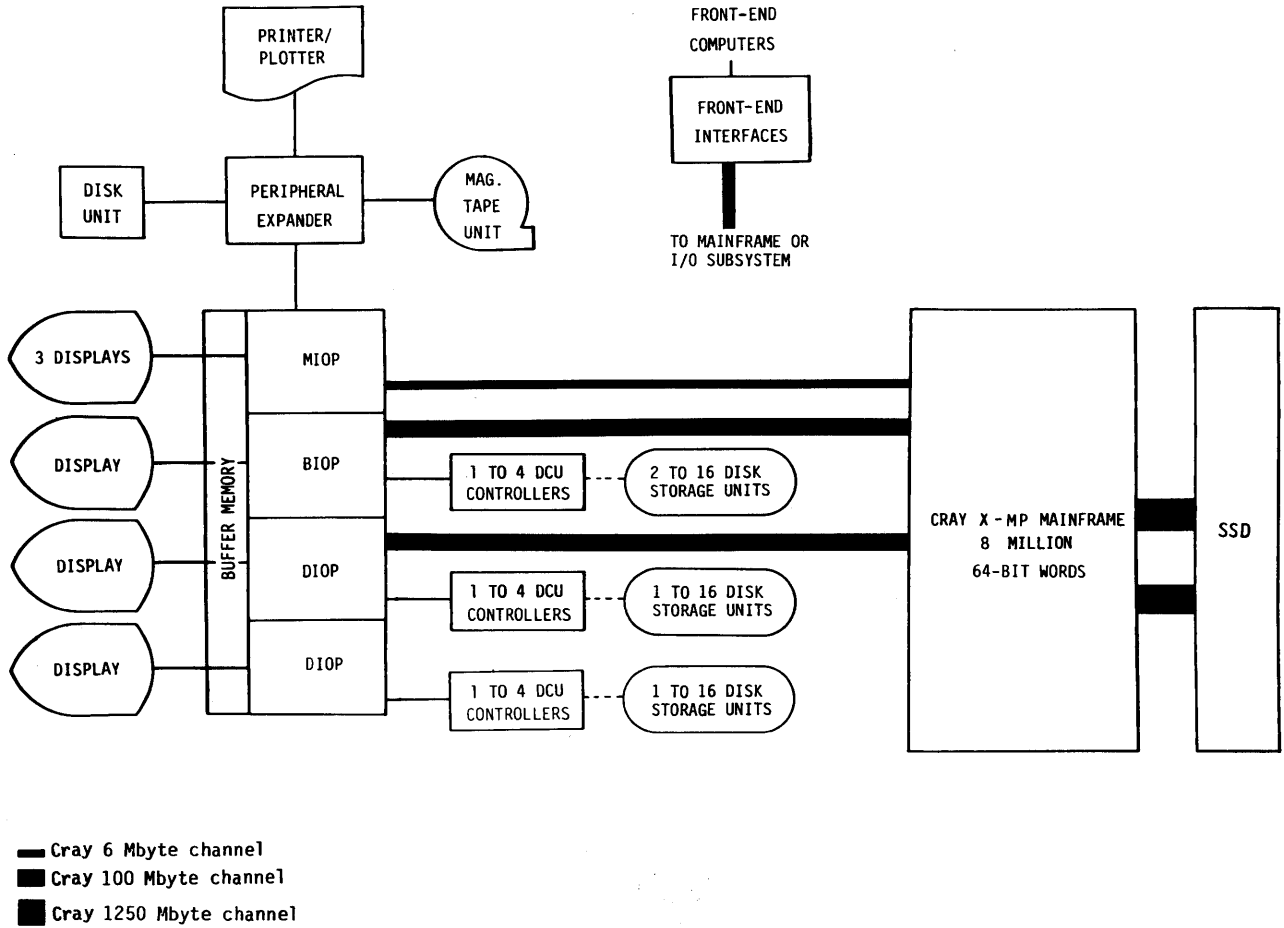 PRINTER/
PLOTTER
FRONT-END
COMPUTERS
FRONT-END
INTERFACES
DISK
UNIT
PERIPHERAL
EXPANDER
MAG.
TAPE
UNIT
TO MAINFRAME OR
I/O SUBSYSTEM
3 DISPLAYS
MIOP
DISPLAY
BIOP
1 TO 4 DCU
CONTROLLERS
2 TO 16 DISK
STORAGE UNITS
BUFFER MEMORY
CRAY X-MP MAINFRAME
8 MILLION
64-BIT WORDS
SSD
DISPLAY
DIOP
1 TO 4 DCU
CONTROLLERS
1 TO 16 DISK
STORAGE UNITS
DISPLAY
DIOP
1 TO 4 DCU
CONTROLLERS
1 TO 16 DISK
STORAGE UNITS
Cray 6 Mbyte channel
Cray 100 Mbyte channel
Cray 1250 Mbyte channel